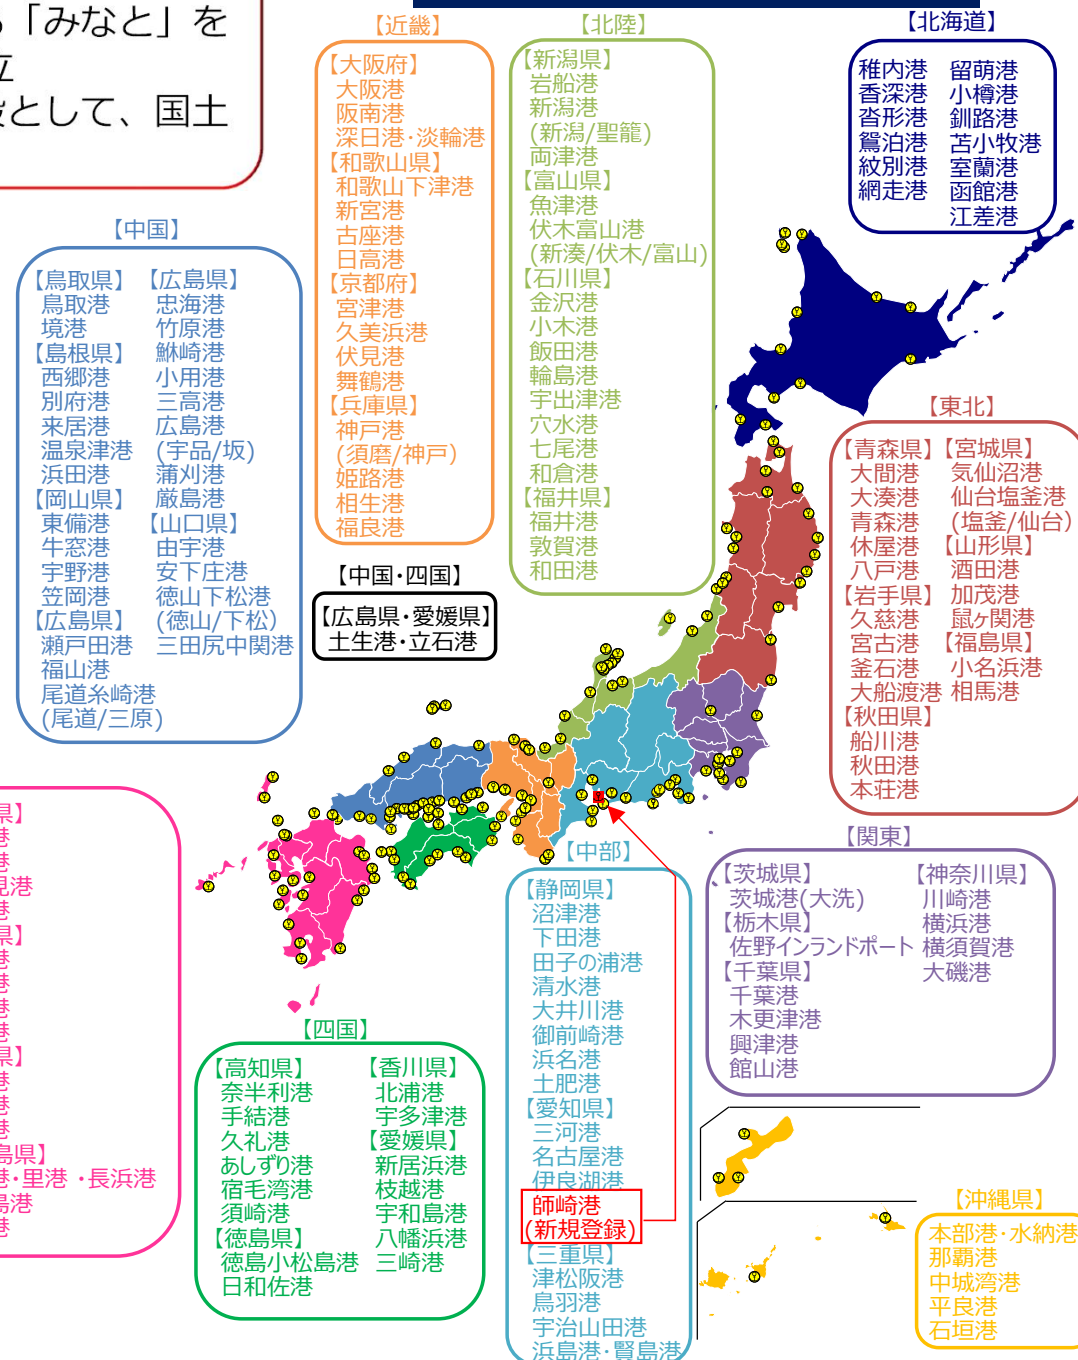 「みなと」を
立
として、国土
【近畿】
【大阪府】
大阪港
阪南港
深日港・淡輪港
【和歌山県】
和歌山下津港
新宮港
古座港
日高港
【京都府】
宮津港
久美浜港
伏見港
舞鶴港
【兵庫県】
神戸港
(須磨/神戸)
姫路港
相生港
福良港
【北陸】
【新潟県】
岩船港
新潟港
(新潟/聖籠)
両津港
【富山県】
魚津港
伏木富山港
(新湊/伏木/富山)
【石川県】
金沢港
小木港
飯田港
輪島港
宇出津港
穴水港
七尾港
和倉港
【福井県】
福井港
敦賀港
和田港
【北海道】
稚内港
香深港
沓形港
鴛泊港
紋別港
網走港
留萌港
小樽港
釧路港
苫小牧港
室蘭港
函館港
江差港
【中国】
【鳥取県】
鳥取港
境港
【島根県】
西郷港
別府港
来居港
温泉津港
浜田港
【岡山県】
東備港
牛窓港
宇野港
笠岡港
【広島県】
瀬戸田港
福山港
尾道糸崎港
(尾道/三原)
【広島県】
忠海港
竹原港
鮴崎港
小用港
三高港
広島港
(宇品/坂)
蒲刈港
厳島港
【山口県】
由宇港
安下庄港
徳山下松港
(徳山/下松)
三田尻中関港
【中国・四国】
【広島県・愛媛県】
土生港・立石港
【東北】
【青森県】
大間港
大湊港
青森港
休屋港
八戸港
【岩手県】
久慈港
宮古港
釜石港
大船渡港
【秋田県】
船川港
秋田港
本荘港
【宮城県】
気仙沼港
仙台塩釜港
(塩釜/仙台)
【山形県】
酒田港
加茂港
鼠ヶ関港
【福島県】
小名浜港
相馬港
【関東】
【茨城県】
茨城港(大洗)
【栃木県】
佐野インランドポート
【千葉県】
千葉港
木更津港
興津港
館山港
【神奈川県】
川崎港
横浜港
横須賀港
大磯港
【中部】
【静岡県】
沼津港
下田港
田子の浦港
清水港
大井川港
御前崎港
浜名港
土肥港
【愛知県】
三河港
名古屋港
伊良湖港
師崎港
(新規登録)
【三重県】
津松阪港
鳥羽港
宇治山田港
浜島港・賢島港
【四国】
【高知県】
奈半利港
手結港
久礼港
あしずり港
宿毛湾港
須崎港
【徳島県】
徳島小松島港
日和佐港
【香川県】
北浦港
宇多津港
【愛媛県】
新居浜港
枝越港
宇和島港
八幡浜港
三崎港
県】
港
港
見港
港
県】
港
港
港
港
県】
港
港
港
島県】
港・里港・長浜港
島港
港
【沖縄県】
本部港・水納港
那覇港
中城湾港
平良港
石垣港